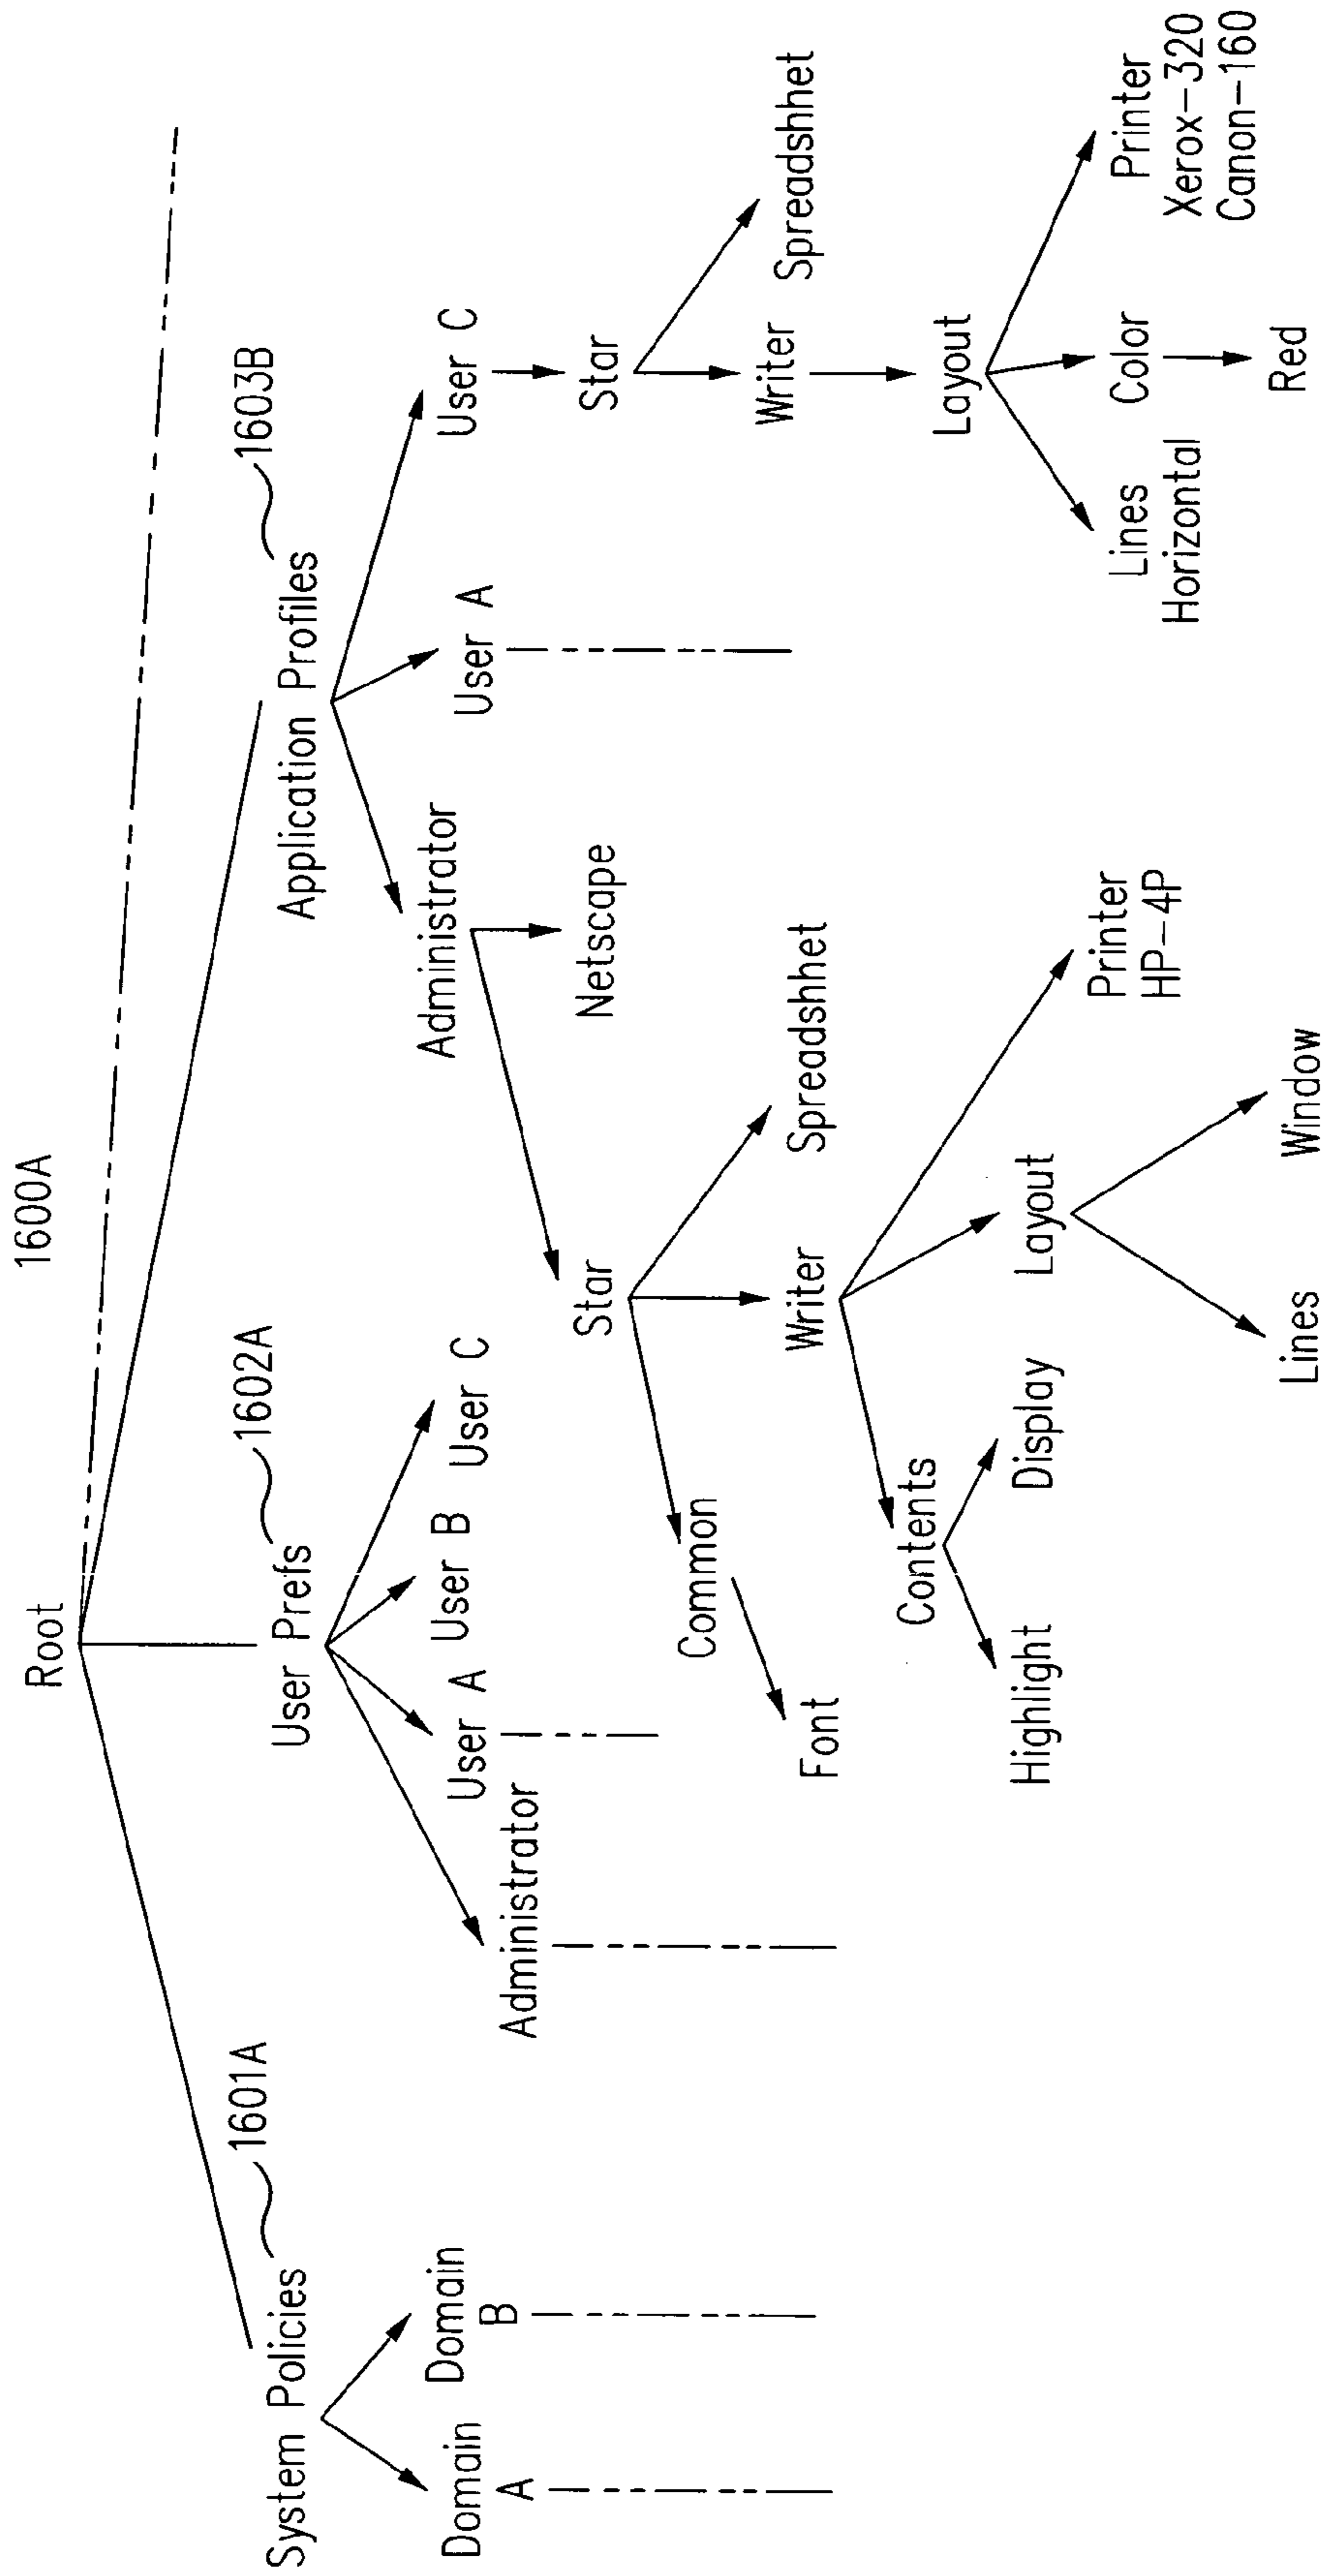 1600A
Root
System Policies
1601A
User Prefs
1602A
Application Profiles
1603B
Domain
A
Domain
B
Administrator
User A
User B
User C
Administrator
User A
User C
Star
Netscape
Star
Common
Writer
Spreadshhet
Writer
Spreadshhet
Font
Contents
Layout
Printer
HP-4P
Layout
Highlight
Display
Lines
Window
Lines
Horizontal
Color
Printer
Xerox-320
Canon-160
Red